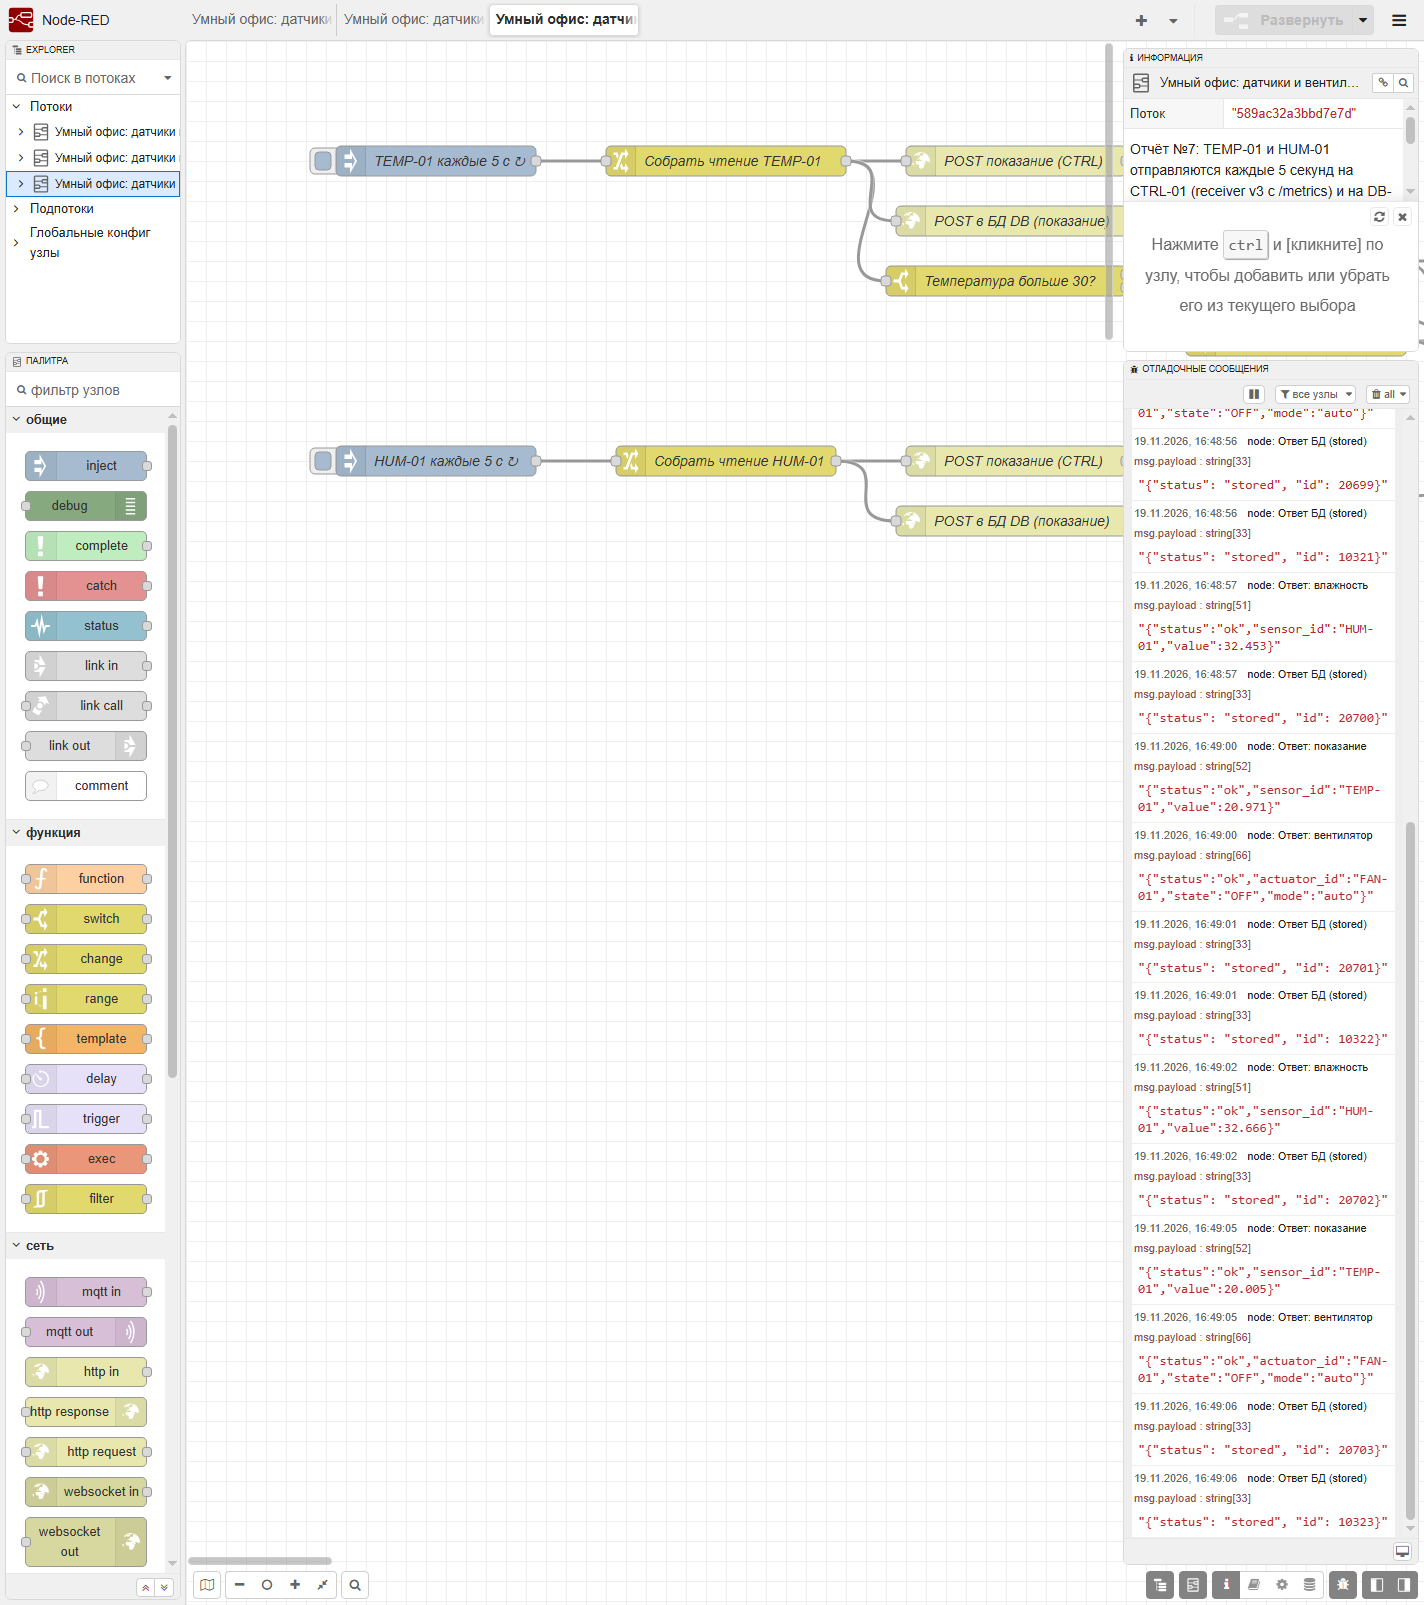 Node-RED
Умный офис: датчики
Умный офис: датчики
Умный офис: датчи
Развернуть
EXPLORER
Поиск в потоках
Потоки
Умный офис: датчики
Умный офис: датчики
Умный офис: датчики
Подпотоки
Глобальные конфиг
узлы
ПАЛИТРА
фильтр узлов
общие
inject
debug
complete
catch
status
link in
link call
link out
comment
функция
function
switch
change
range
template
delay
trigger
exec
filter
сеть
mqtt in
mqtt out
http in
http response
http request
websocket in
websocket
out
TEMP-01 каждые 5 с ↻
Собрать чтение TEMP-01
POST показание (CTRL)
POST в БД DB (показание)
Температура больше 30?
HUM-01 каждые 5 с ↻
Собрать чтение HUM-01
POST показание (CTRL)
POST в БД DB (показание)
ИНФОРМАЦИЯ
Умный офис: датчики и вентил...
Поток "589ac32a3bbd7e7d"
Отчёт №7: TEMP-01 и HUM-01
отправляются каждые 5 секунд на
CTRL-01 (receiver v3 с /metrics) и на DB-
Нажмите ctrl и [кликните] по
узлу, чтобы добавить или убрать
его из текущего выбора
ОТЛАДОЧНЫЕ СООБЩЕНИЯ
все узлы
all
01","state":"OFF","mode":"auto"}"
19.11.2026, 16:48:56 node: Ответ БД (stored)
msg.payload : string[33]
"{"status": "stored", "id": 20699}"
19.11.2026, 16:48:56 node: Ответ БД (stored)
msg.payload : string[33]
"{"status": "stored", "id": 10321}"
19.11.2026, 16:48:57 node: Ответ: влажность
msg.payload : string[51]
"{"status":"ok","sensor_id":"HUM-
01","value":32.453}"
19.11.2026, 16:48:57 node: Ответ БД (stored)
msg.payload : string[33]
"{"status": "stored", "id": 20700}"
19.11.2026, 16:49:00 node: Ответ: показание
msg.payload : string[52]
"{"status":"ok","sensor_id":"TEMP-
01","value":20.971}"
19.11.2026, 16:49:00 node: Ответ: вентилятор
msg.payload : string[66]
"{"status":"ok","actuator_id":"FAN-
01","state":"OFF","mode":"auto"}"
19.11.2026, 16:49:01 node: Ответ БД (stored)
msg.payload : string[33]
"{"status": "stored", "id": 20701}"
19.11.2026, 16:49:01 node: Ответ БД (stored)
msg.payload : string[33]
"{"status": "stored", "id": 10322}"
19.11.2026, 16:49:02 node: Ответ: влажность
msg.payload : string[51]
"{"status":"ok","sensor_id":"HUM-
01","value":32.666}"
19.11.2026, 16:49:02 node: Ответ БД (stored)
msg.payload : string[33]
"{"status": "stored", "id": 20702}"
19.11.2026, 16:49:05 node: Ответ: показание
msg.payload : string[52]
"{"status":"ok","sensor_id":"TEMP-
01","value":20.005}"
19.11.2026, 16:49:05 node: Ответ: вентилятор
msg.payload : string[66]
"{"status":"ok","actuator_id":"FAN-
01","state":"OFF","mode":"auto"}"
19.11.2026, 16:49:06 node: Ответ БД (stored)
msg.payload : string[33]
"{"status": "stored", "id": 20703}"
19.11.2026, 16:49:06 node: Ответ БД (stored)
msg.payload : string[33]
"{"status": "stored", "id": 10323}"